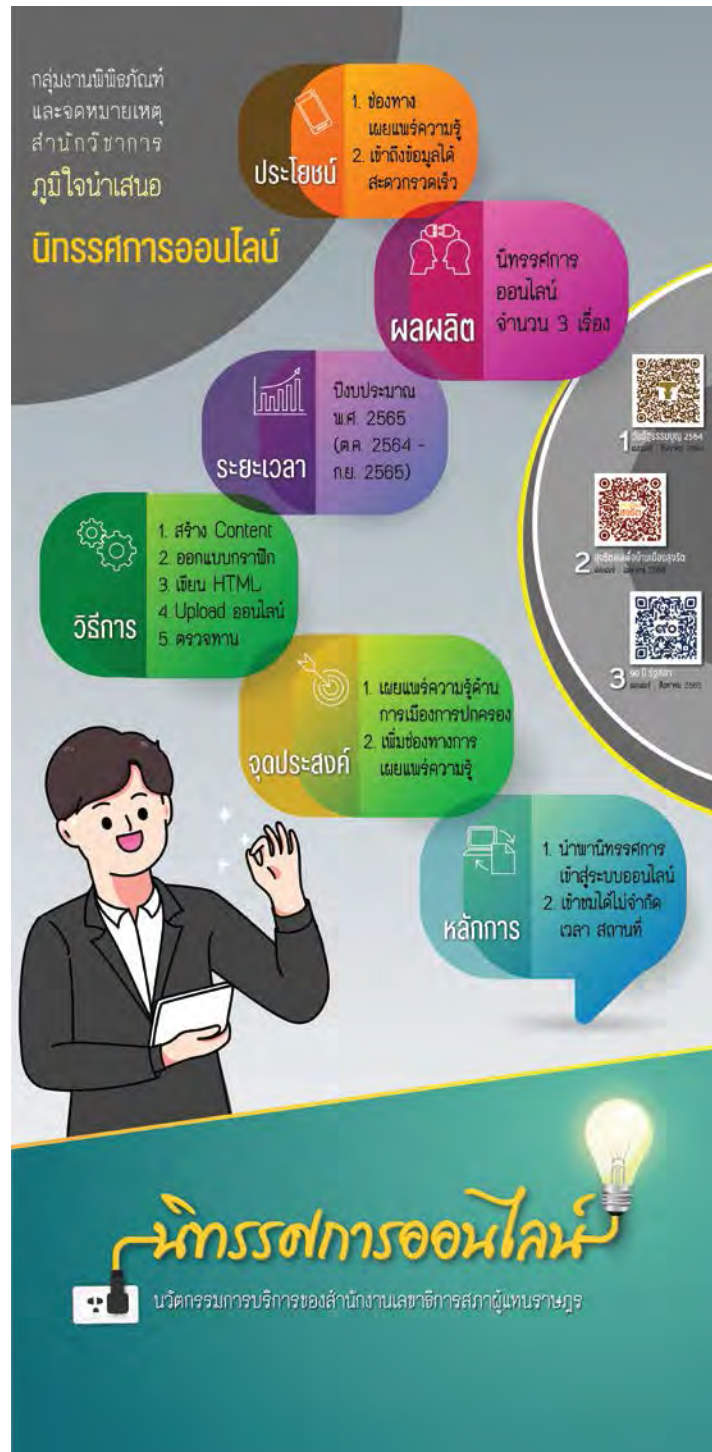 กลุ่มงานพิพิธภัณฑ์
และจดหมายเหตุ
สำนักวิชาการ
ภูมิใจนำเสนอ
นิทรรศการออนไลน์
ประโยชน์
1. ช่องทาง
เผยแพร่ความรู้
2. เข้าถึงข้อมูลได้
สะดวกรวดเร็ว
ผลผลิต
นิทรรศการ
ออนไลน์
จำนวน 3 เรื่อง
ระยะเวลา
ปีงบประมาณ
พ.ศ. 2565
(ต.ค. 2564 -
ก.ย. 2565)
1 วันรัฐธรรมนูญ 2564
2
3 ๙๐ ปี รัฐสภา
วิธีการ
1. สร้าง Content
2. ออกแบบกราฟิก
3. เขียน HTML
4. Upload ออนไลน์
5. ตรวจทาน
จุดประสงค์
1. เผยแพร่ความรู้ด้าน
การเมืองการปกครอง
2. เพิ่มช่องทางการ
เผยแพร่ความรู้
หลักการ
1. นำพานิทรรศการ
เข้าสู่ระบบออนไลน์
2. เข้าชมได้ไม่จำกัด
เวลา สถานที่
นิทรรศการออนไลน์
นวัตกรรมการบริการของสำนักงานเลขาธิการสภาผู้แทนราษฎร